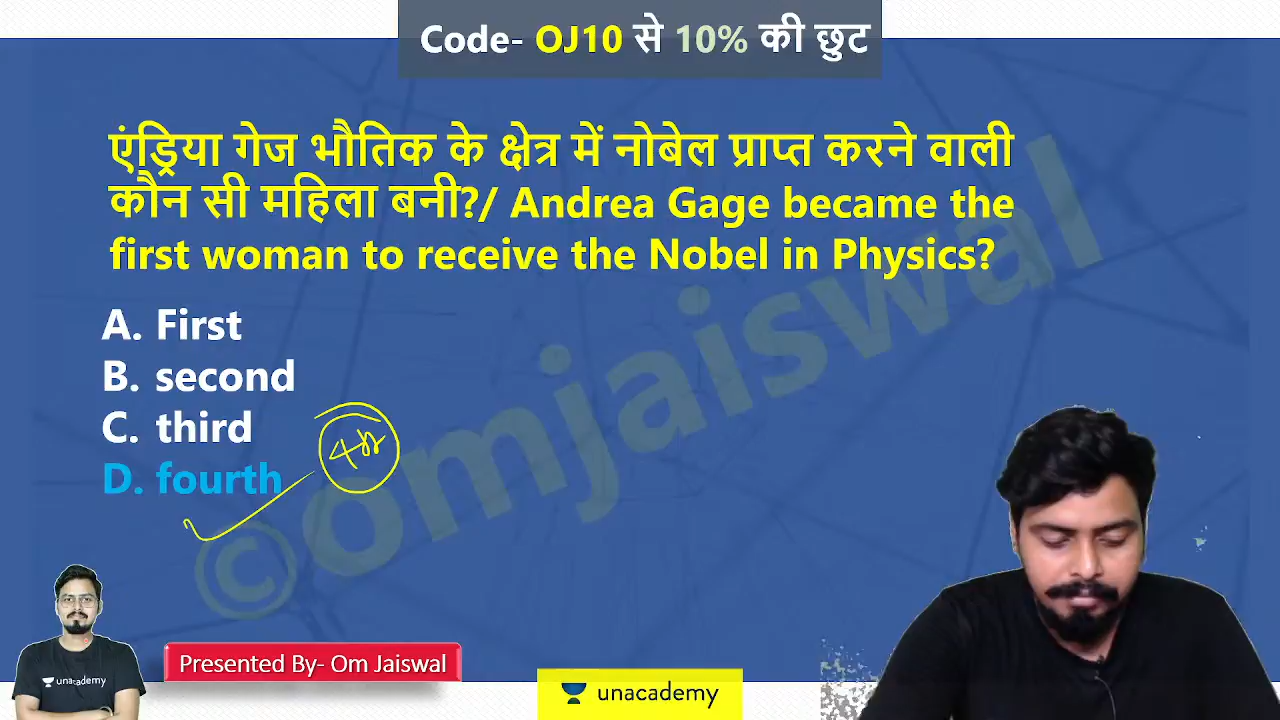 Code- OJ10 से 10% की छुट
एंड्रिया गेज भौतिक के क्षेत्र में नोबेल प्राप्त करने वाली
कौन सी महिला बनी?/ Andrea Gage became the
first woman to receive the Nobel in Physics?
A. First
B. second
C. third
D. fourth
©omjaiswal
unacademy
Presented By- Om Jaiswal
unacademy